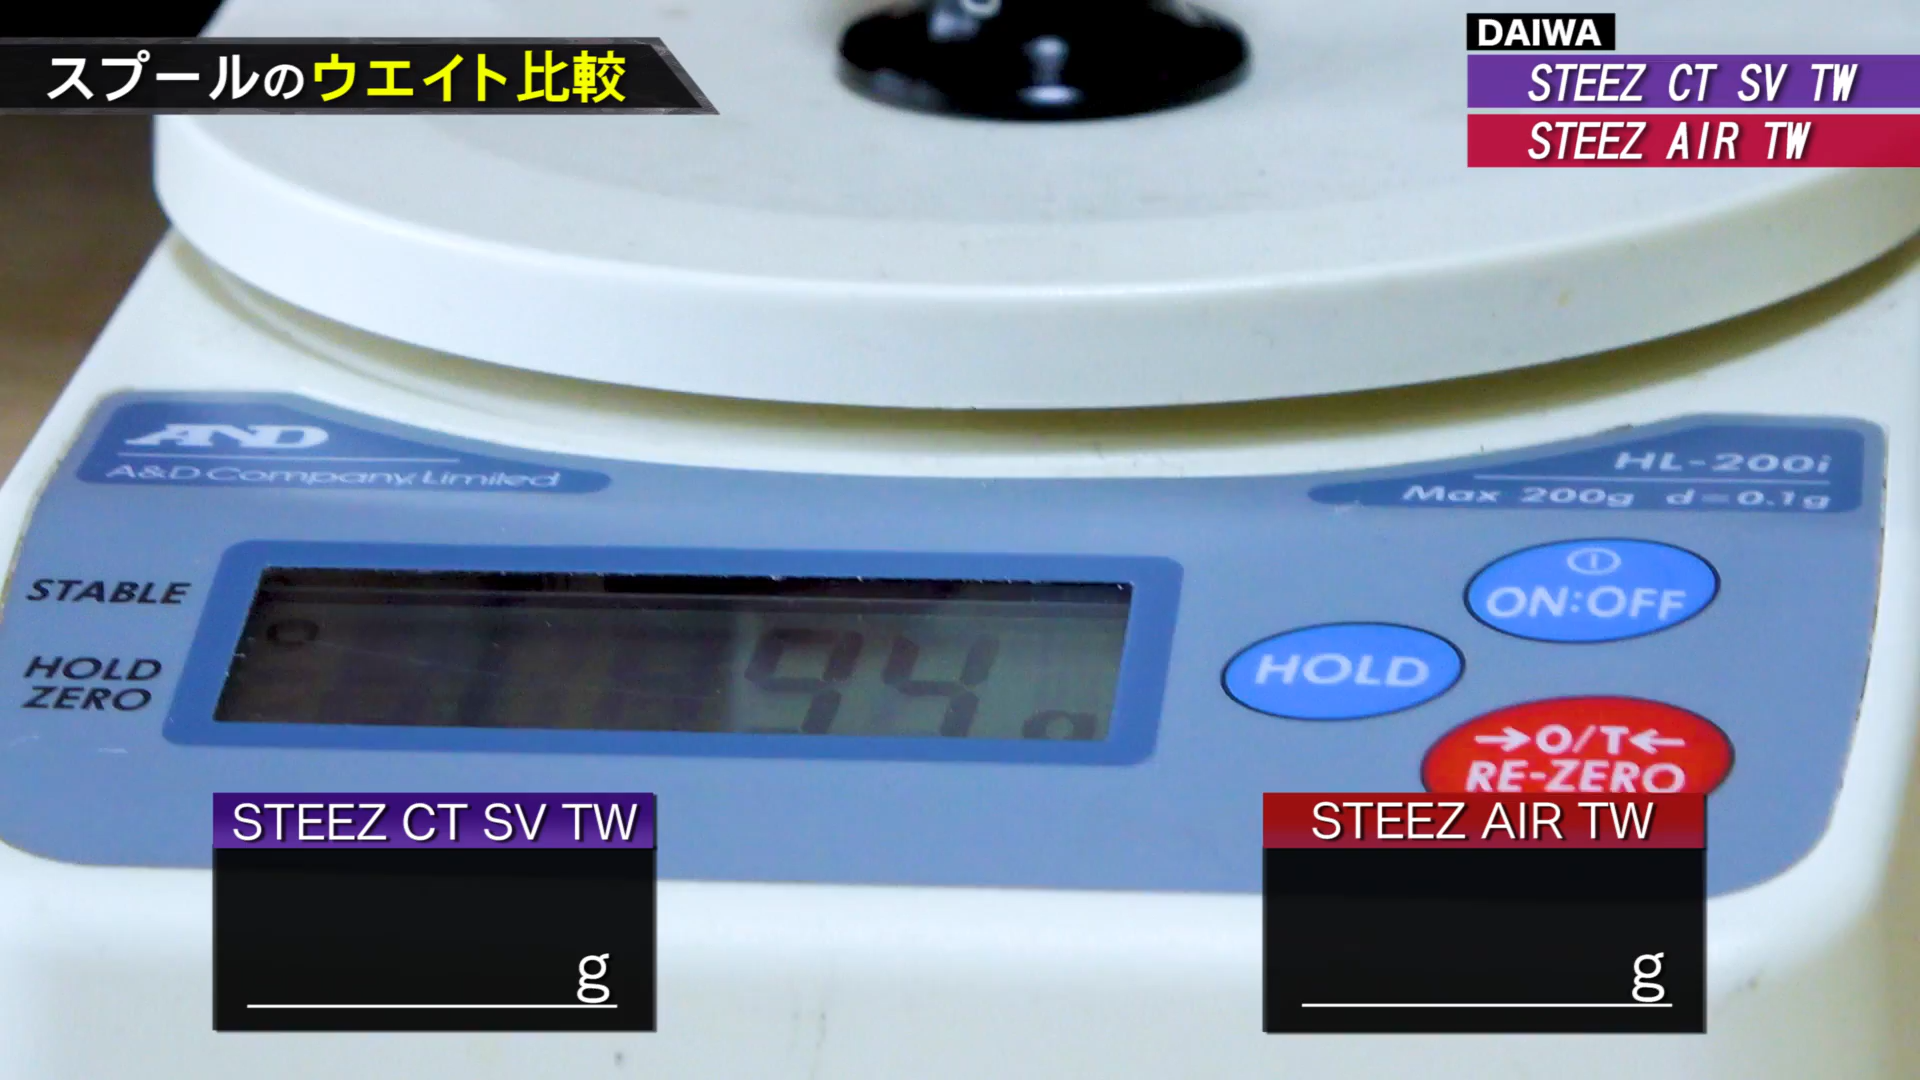 スプールのウエイト比較
DAIWA
STEEZ CT SV TW
STEEZ AIR TW
AND
A&D Company, Limited
HL-200i
Max 200g d=0.1g
STABLE
HOLD
ZERO
94 g
ON:OFF
HOLD
→O/T←
RE-ZERO
STEEZ CT SV TW
g
STEEZ AIR TW
g